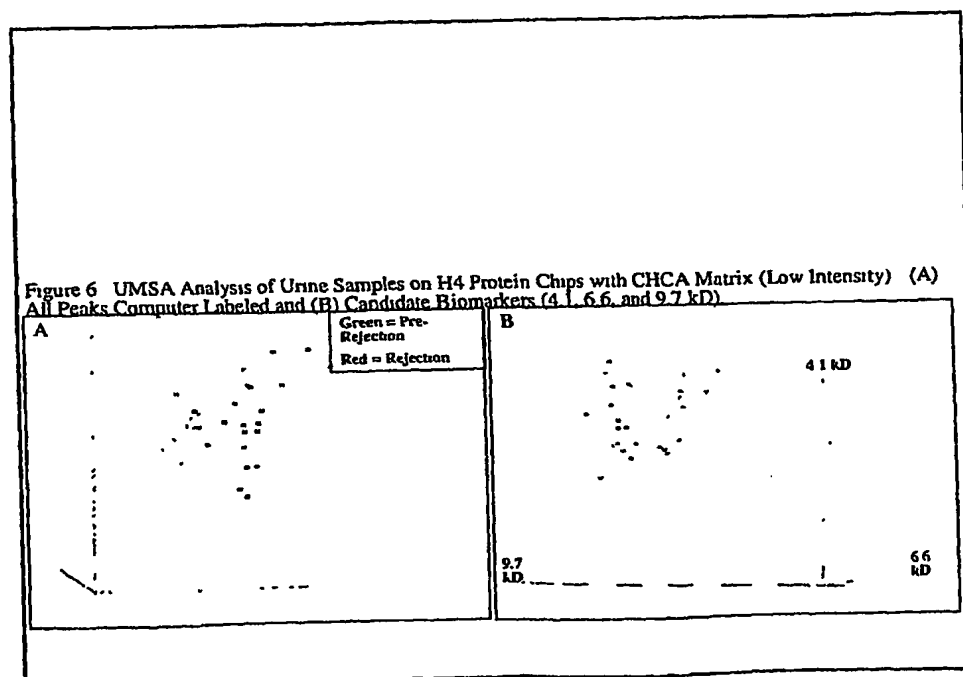 Figure 6 UMSA Analysis of Urine Samples on H4 Protein Chips with CHCA Matrix (Low Intensity) (A)
All Peaks Computer Labeled and (B) Candidate Biomarkers (4.1, 6.6, and 9.7 kD)
A
Green = Pre-
Rejection
Red = Rejection
B
4 1 kD
9.7
kD.
6 6
kD